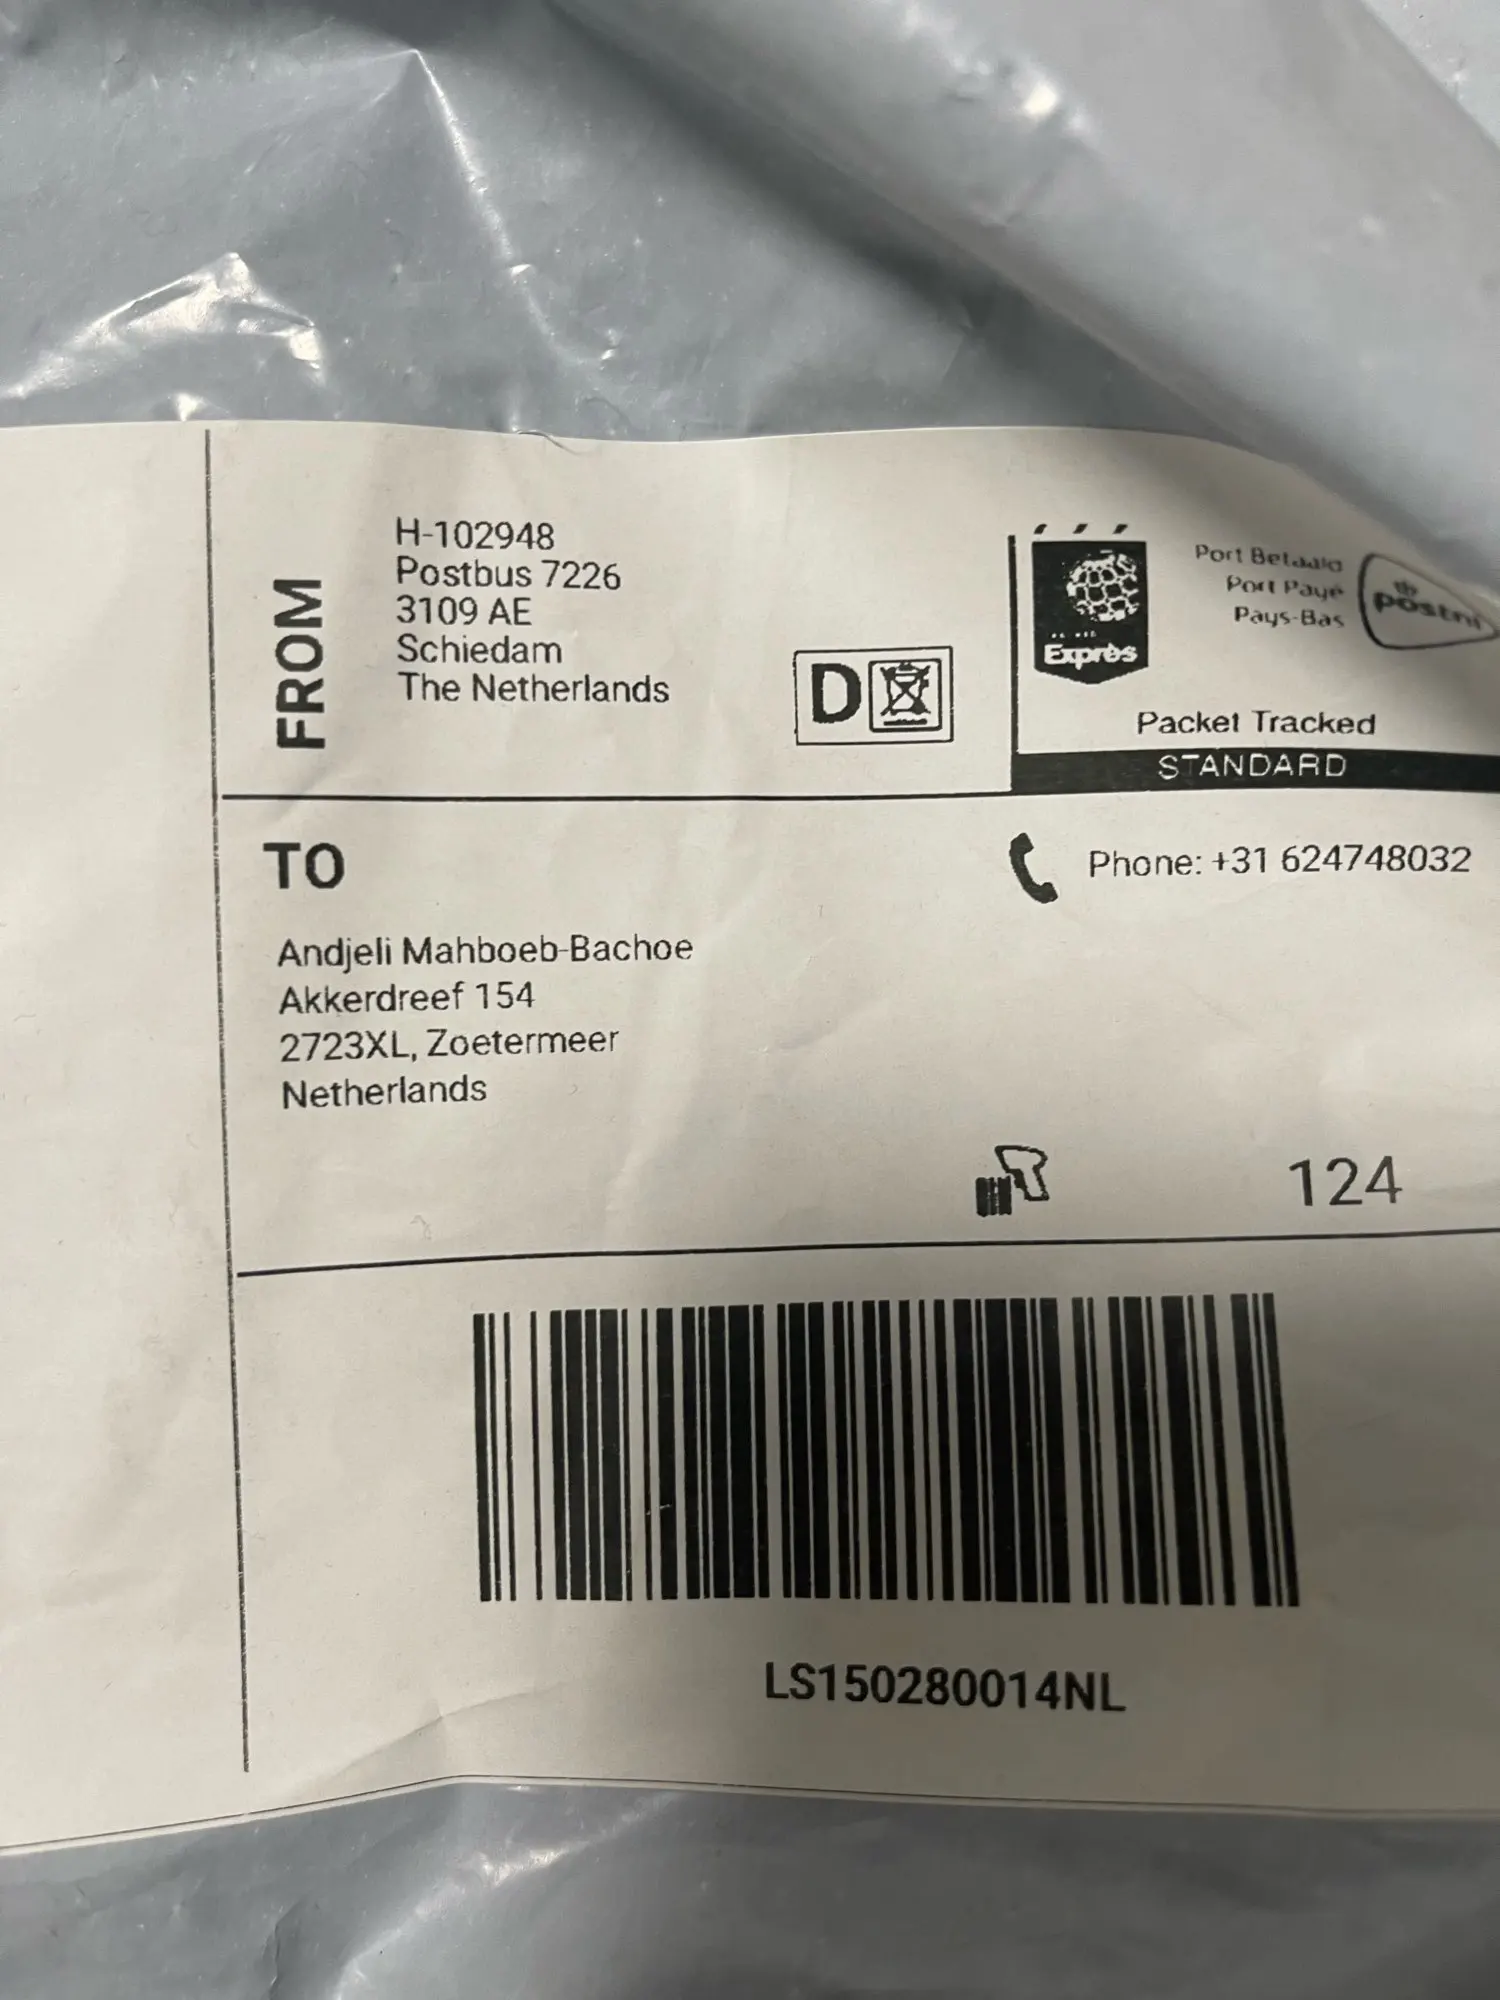 FROM
H-102948
Postbus 7226
3109 AE
Schiedam
The Netherlands
D
Exprès
Port Betaald
Port Payé
Pays-Bas
postnl
Packet Tracked
STANDARD
TO
Phone: +31 624748032
Andjeli Mahboeb-Bachoe
Akkerdreef 154
2723XL, Zoetermeer
Netherlands
124
LS150280014NL